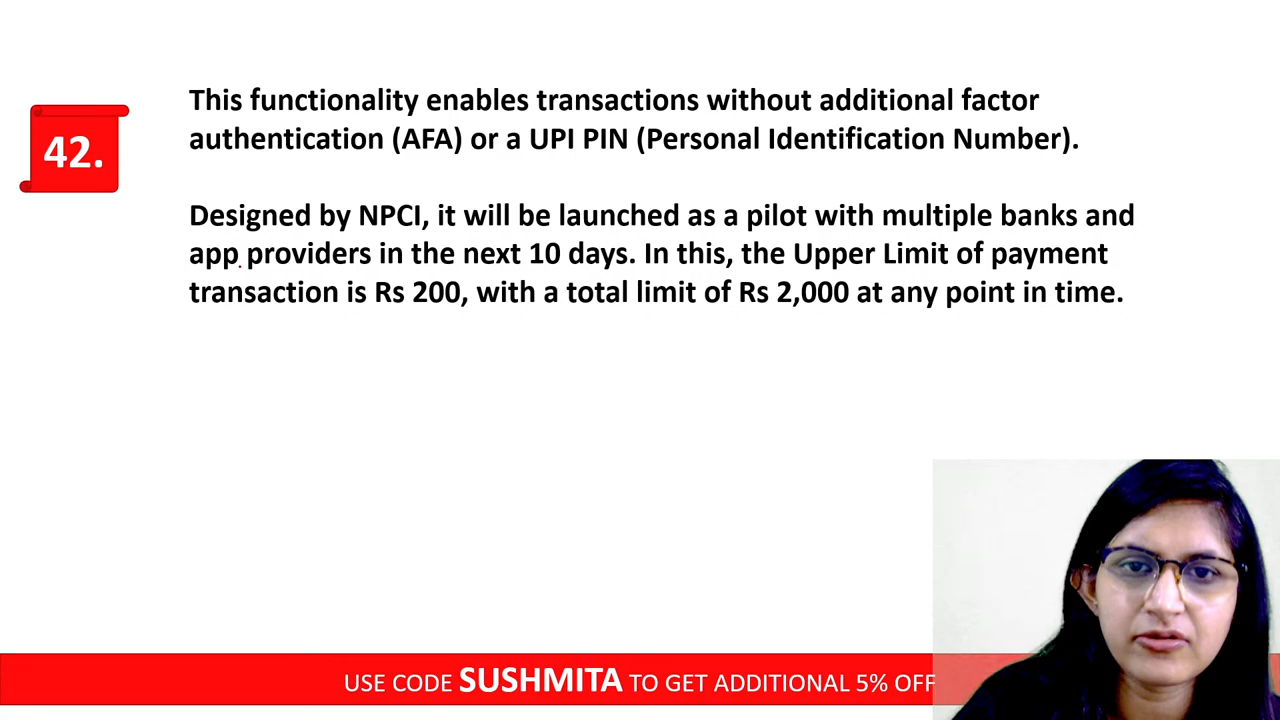 This functionality enables transactions without additional factor
42.
authentication (AFA) or a UPI PIN (Personal Identification Number).
Designed by NPCI, it will be launched as a pilot with multiple banks and
app providers in the next 10 days. In this, the Upper Limit of payment
transaction is Rs 200, with a total limit of Rs 2,000 at any point in time.
USE CODE SUSHMITA TO GET ADDITIONAL 5% OFF